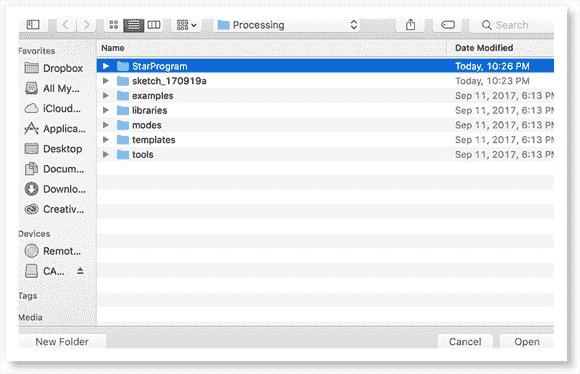 Processing
Search
Favorites
Dropbox
All My...
iCloud...
Applica...
Desktop
Docum...
Downlo...
Creativ...
Devices
Remot...
CA...
Tags
Media
Name Date Modified
StarProgram Today, 10:26 PM
sketch_170919a Today, 10:23 PM
examples Sep 11, 2017, 6:13 PM
libraries Sep 11, 2017, 6:13 PM
modes Sep 11, 2017, 6:13 PM
templates Sep 11, 2017, 6:13 PM
tools Sep 11, 2017, 6:13 PM
New Folder Cancel Open